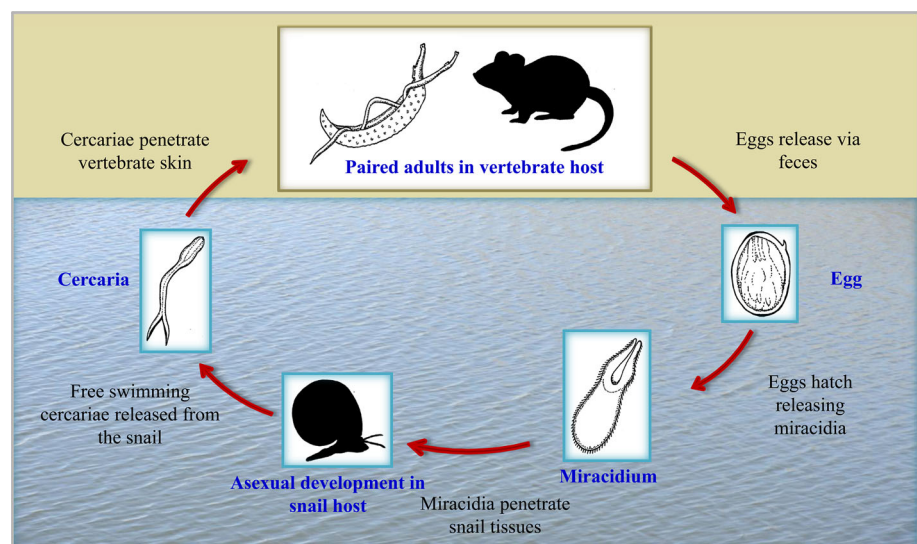 Paired adults in vertebrate host
Cercariae penetrate
vertebrate skin
Eggs release via
feces
Cercaria
Egg
Free swimming
cercariae released from
the snail
Eggs hatch
releasing
miracidia
Asexual development in
snail host
Miracidium
Miracidia penetrate
snail tissues